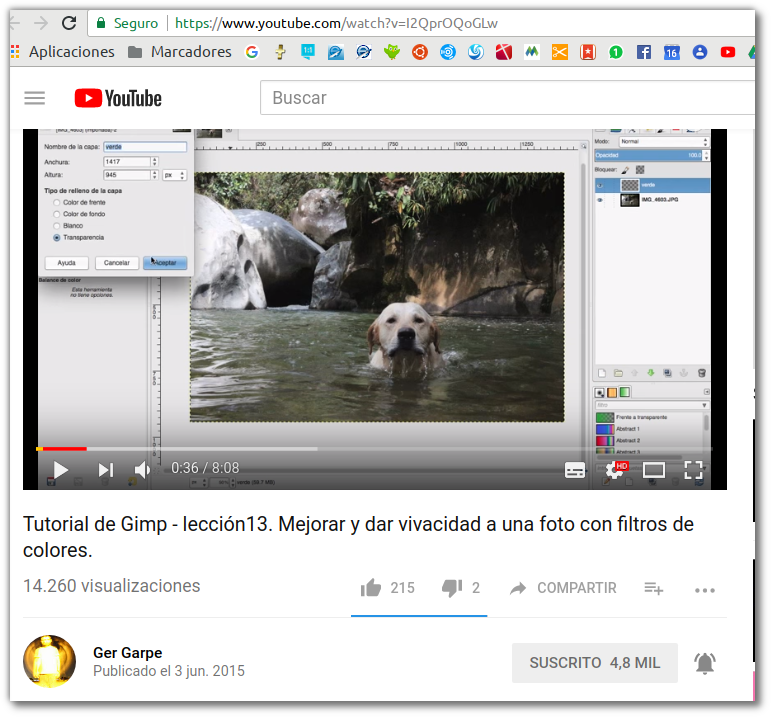 Seguro https://www.youtube.com/watch?v=I2QprOQoGLw
Aplicaciones Marcadores
16
YouTube
Buscar
Nombre de la capa: verde
Anchura: 1417
Altura: 945 px
Tipo de relleno de la capa
Color de frente
Color de fondo
Blanco
Transparencia
Ayuda Cancelar Aceptar
Balance de color
Esta herramienta
no tiene opciones.
250 500 750 1000 1250
Modo: Normal
Opacidad 100,0
Bloquear:
verde
IMG_4603.JPG
filtro
Frente a transparente
Abstract 1
Abstract 2
Abstract 3
0:36 / 8:08
HD
Tutorial de Gimp - lección13. Mejorar y dar vivacidad a una foto con filtros de
colores.
14.260 visualizaciones
215 2 COMPARTIR
Ger Garpe
Publicado el 3 jun. 2015
SUSCRITO 4,8 MIL